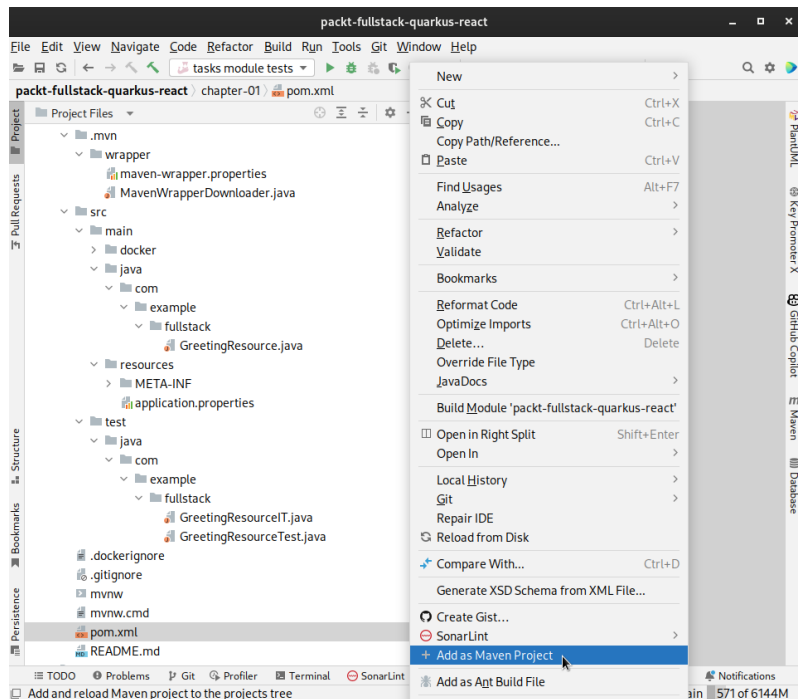 packt-fullstack-quarkus-react
File Edit View Navigate Code Refactor Build Run Tools Git Window Help
tasks module tests
packt-fullstack-quarkus-react chapter-01 pom.xml
Project Files
.mvn
wrapper
maven-wrapper.properties
MavenWrapperDownloader.java
src
main
docker
java
com
example
fullstack
GreetingResource.java
resources
META-INF
application.properties
test
java
com
example
fullstack
GreetingResourceIT.java
GreetingResourceTest.java
.dockerignore
.gitignore
mvnw
mvnw.cmd
pom.xml
README.md
Project
Pull Requests
Structure
Bookmarks
Persistence
New
Cut Ctrl+X
Copy Ctrl+C
Copy Path/Reference...
Paste Ctrl+V
Find Usages Alt+F7
Analyze
Refactor
Validate
Bookmarks
Reformat Code Ctrl+Alt+L
Optimize Imports Ctrl+Alt+O
Delete... Delete
Override File Type
JavaDocs
Build Module 'packt-fullstack-quarkus-react'
Open in Right Split Shift+Enter
Open In
Local History
Git
Repair IDE
Reload from Disk
Compare With... Ctrl+D
Generate XSD Schema from XML File...
Create Gist...
SonarLint
Add as Maven Project
Add as Ant Build File
PlantUML
Key Promoter X
GitHub Copilot
m Maven
Database
TODO Problems Git Profiler Terminal SonarLint Notifications
Add and reload Maven project to the projects tree ain 571 of 6144M